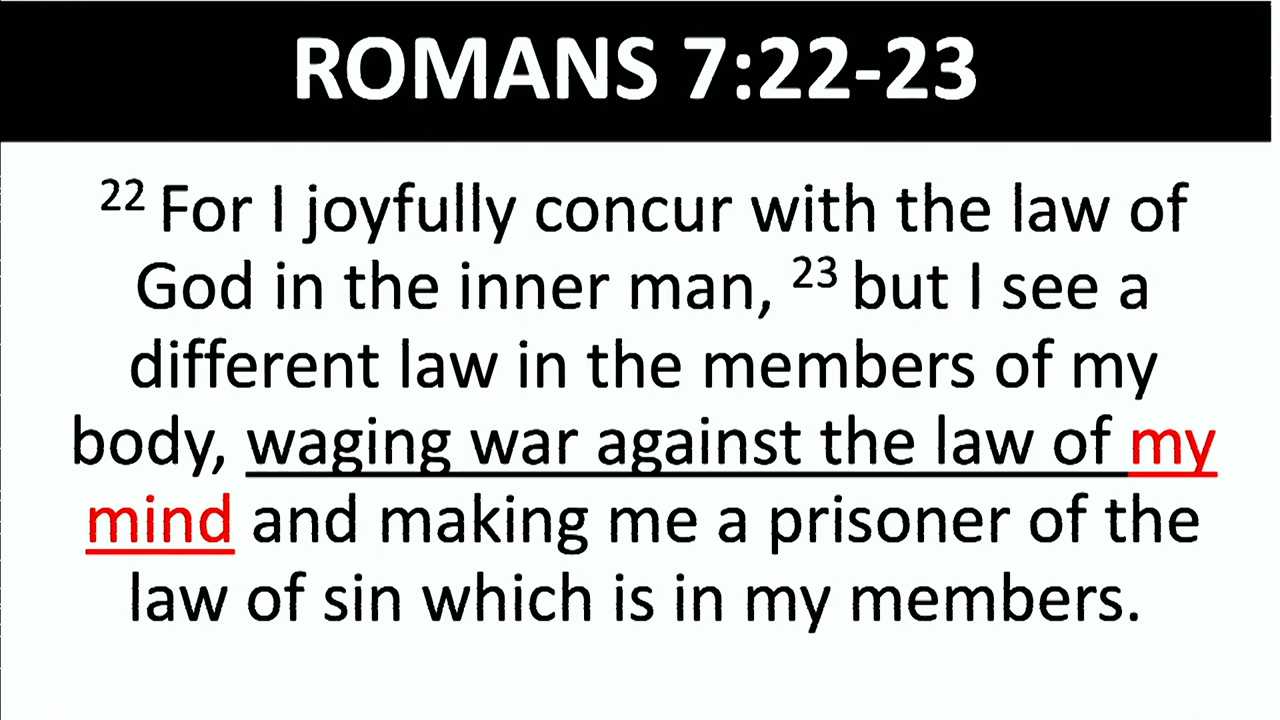 ROMANS 7:22-23
22 For I joyfully concur with the law of
God in the inner man, 23 but I see a
different law in the members of my
body, waging war against the law of my
mind and making me a prisoner of the
law of sin which is in my members.